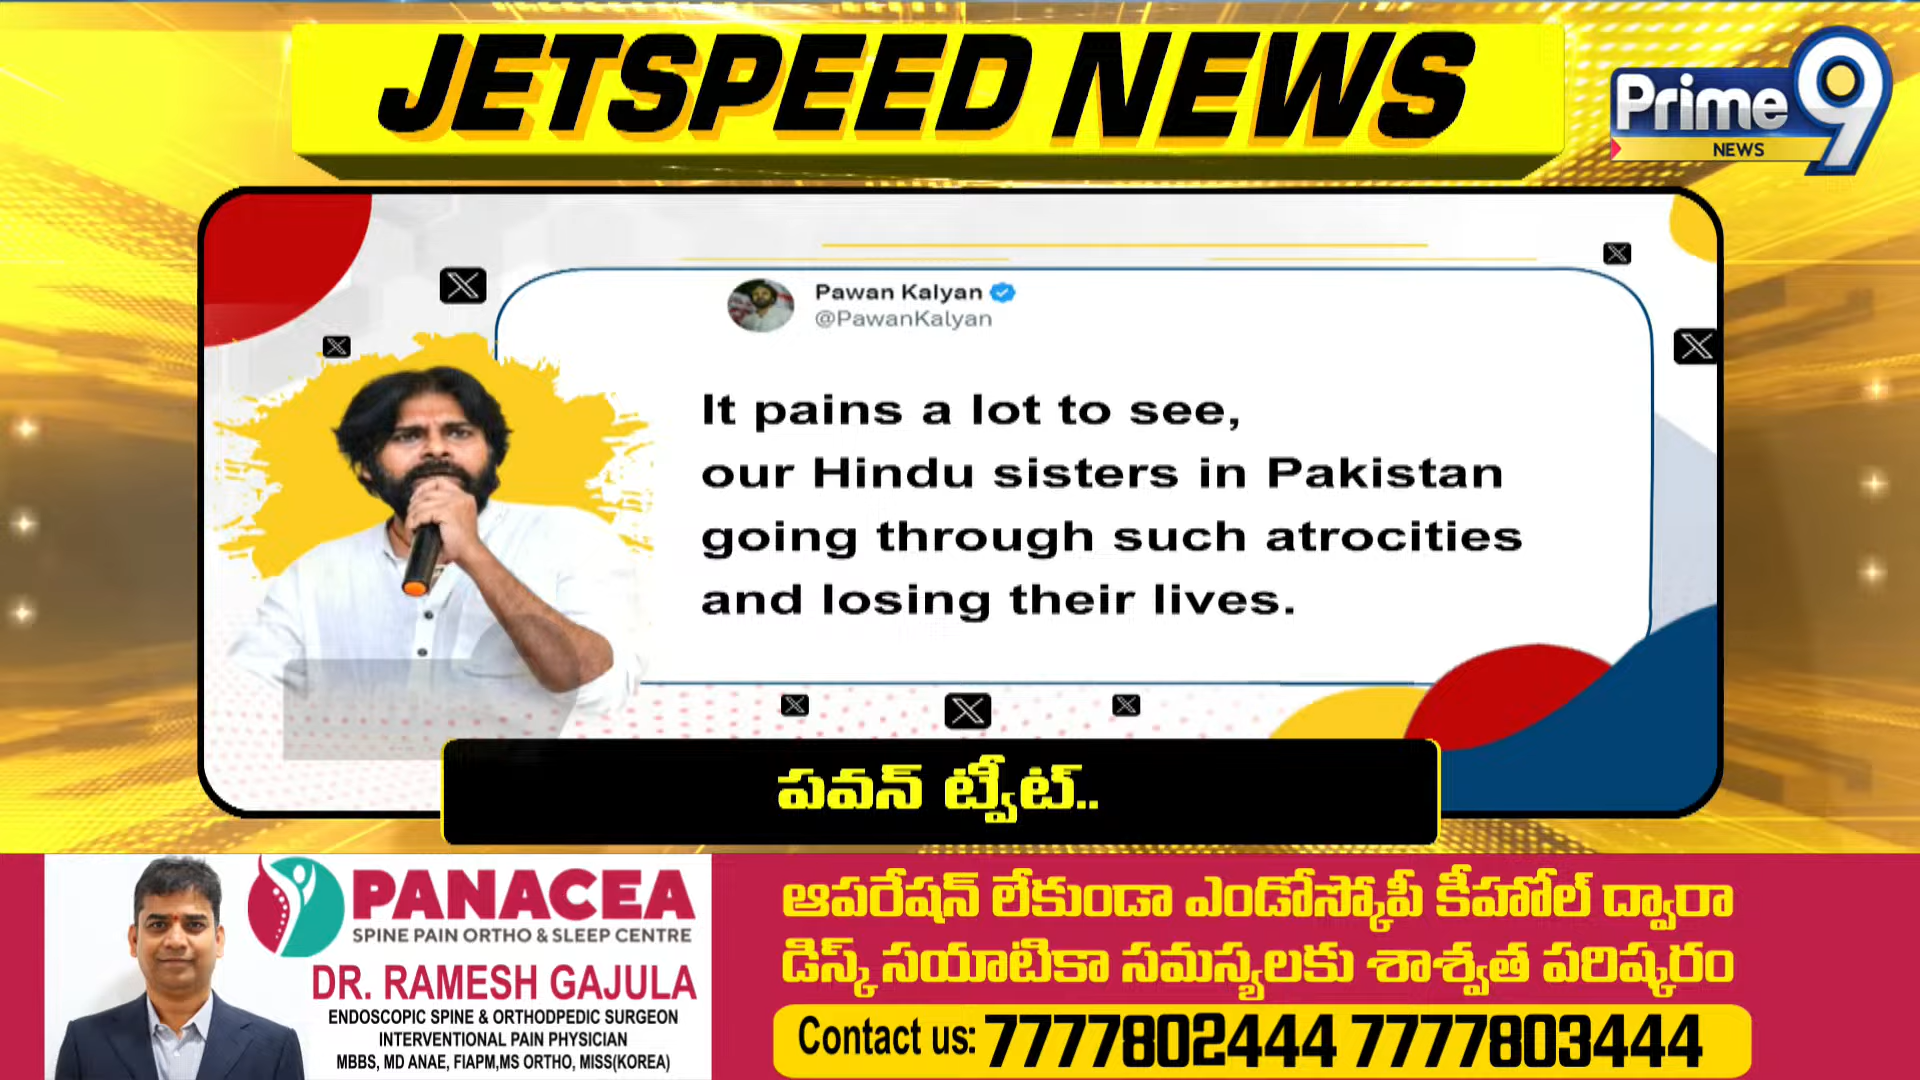 JETSPEED NEWS
Prime9
NEWS
Pawan Kalyan
@PawanKalyan
It pains a lot to see,
our Hindu sisters in Pakistan
going through such atrocities
and losing their lives.
పవన్ ట్వీట్..
PANACEA
SPINE PAIN ORTHO & SLEEP CENTRE
DR. RAMESH GAJULA
ENDOSCOPIC SPINE & ORTHODPEDIC SURGEON
INTERVENTIONAL PAIN PHYSICIAN
MBBS, MD ANAE, FIAPM,MS ORTHO, MISS(KOREA)
ఆపరేషన్ లేకుండా ఎండోస్కోపీ కీహోల్ ద్వారా
డిస్క్ సయాటికా సమస్యలకు శాశ్వత పరిష్కరం
Contact us: 7777802444 7777803444